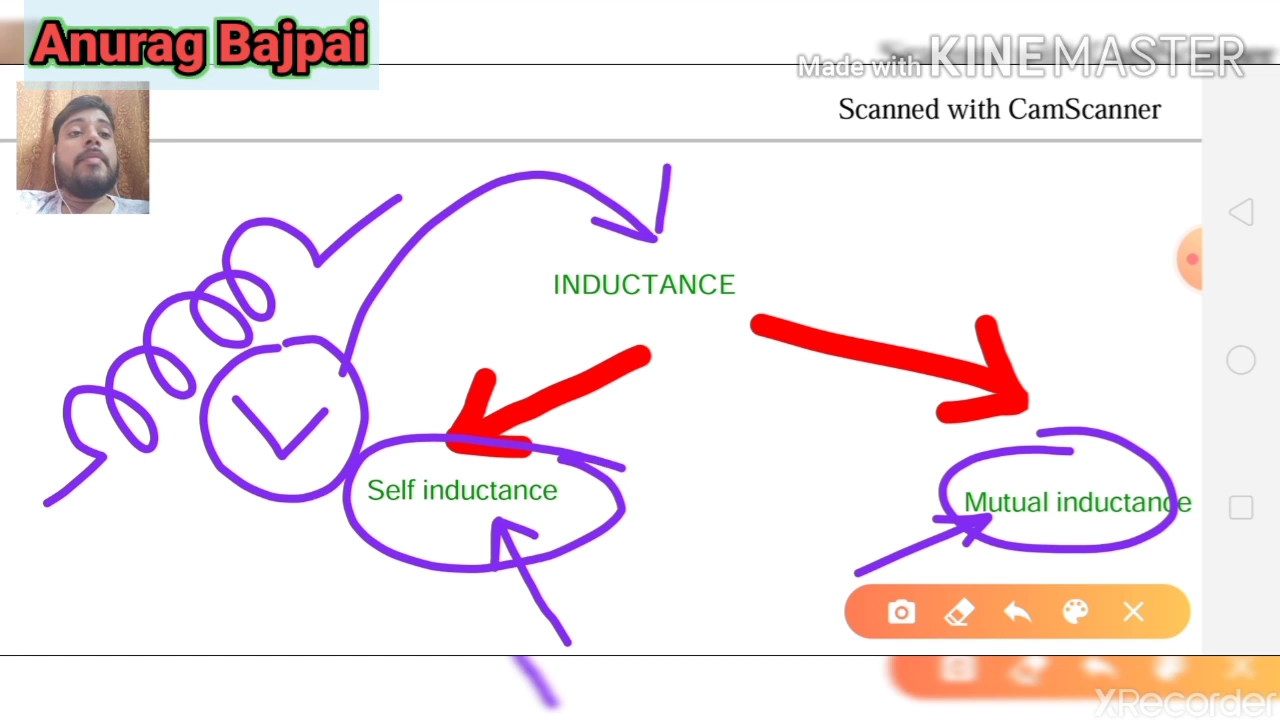 Anurag Bajpai
Made with KINEMASTER
Scanned with CamScanner
INDUCTANCE
Self inductance
Mutual inductance
XRecorder